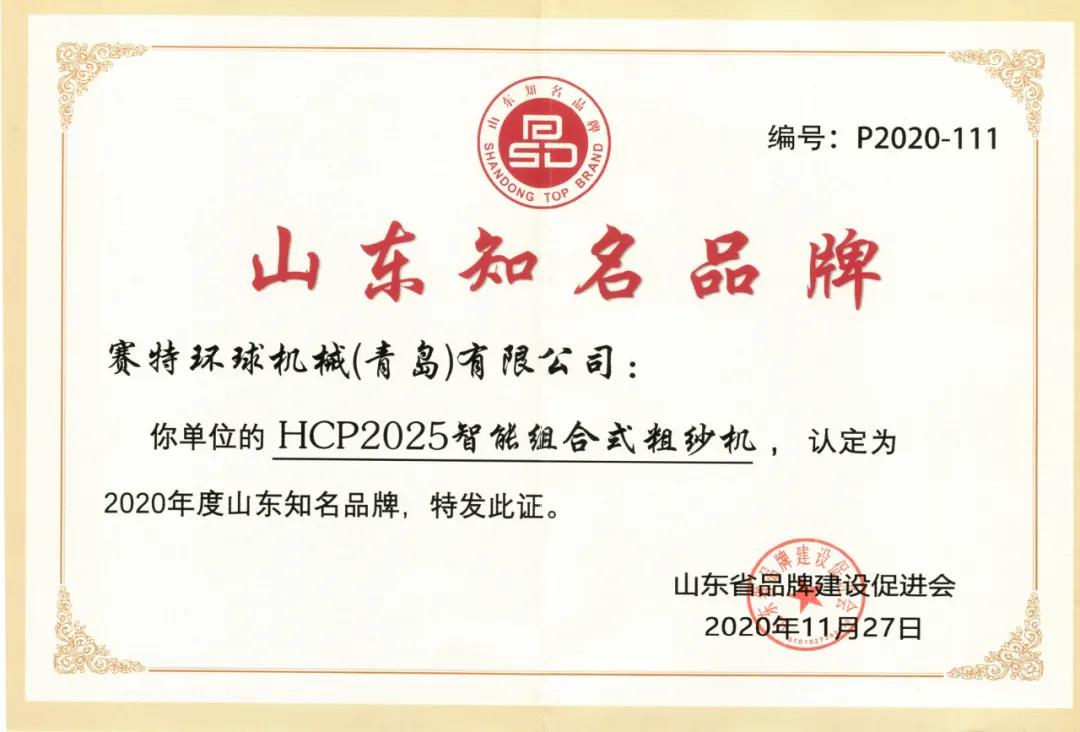 山东知名品牌
PSD
SHANDONG TOP BRAND
编号：P2020-111
山东知名品牌
赛特环球机械(青岛)有限公司：
你单位的 HCP2025智能组合式粗纱机 ，认定为
2020年度山东知名品牌，特发此证。
山东省品牌建设促进会
2020年11月27日